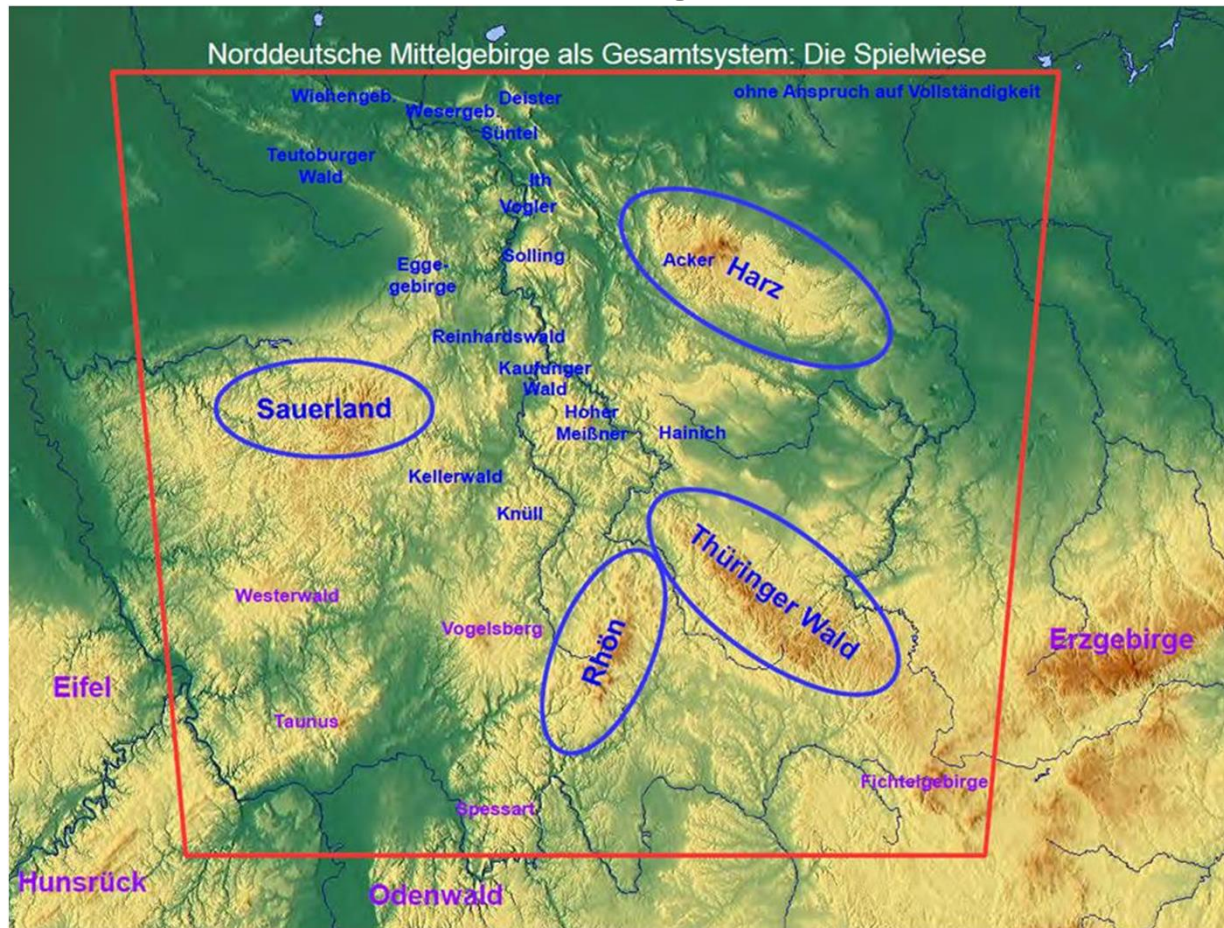 Norddeutsche Mittelgebirge als Gesamtsystem: Die Spielwiese
ohne Anspruch auf Vollständigkeit
Wiehengeb.
Deister
Wesergeb.
Süntel
Teutoburger
Wald
Ith
Vogler
Solling
Acker
Harz
Egge-
gebirge
Reinhardswald
Kaufunger
Wald
Sauerland
Hoher
Meißner
Hainich
Kellerwald
Knüll
Thüringer Wald
Westerwald
Vogelsberg
Rhön
Erzgebirge
Eifel
Taunus
Fichtelgebirge
Spessart
Hunsrück
Odenwald